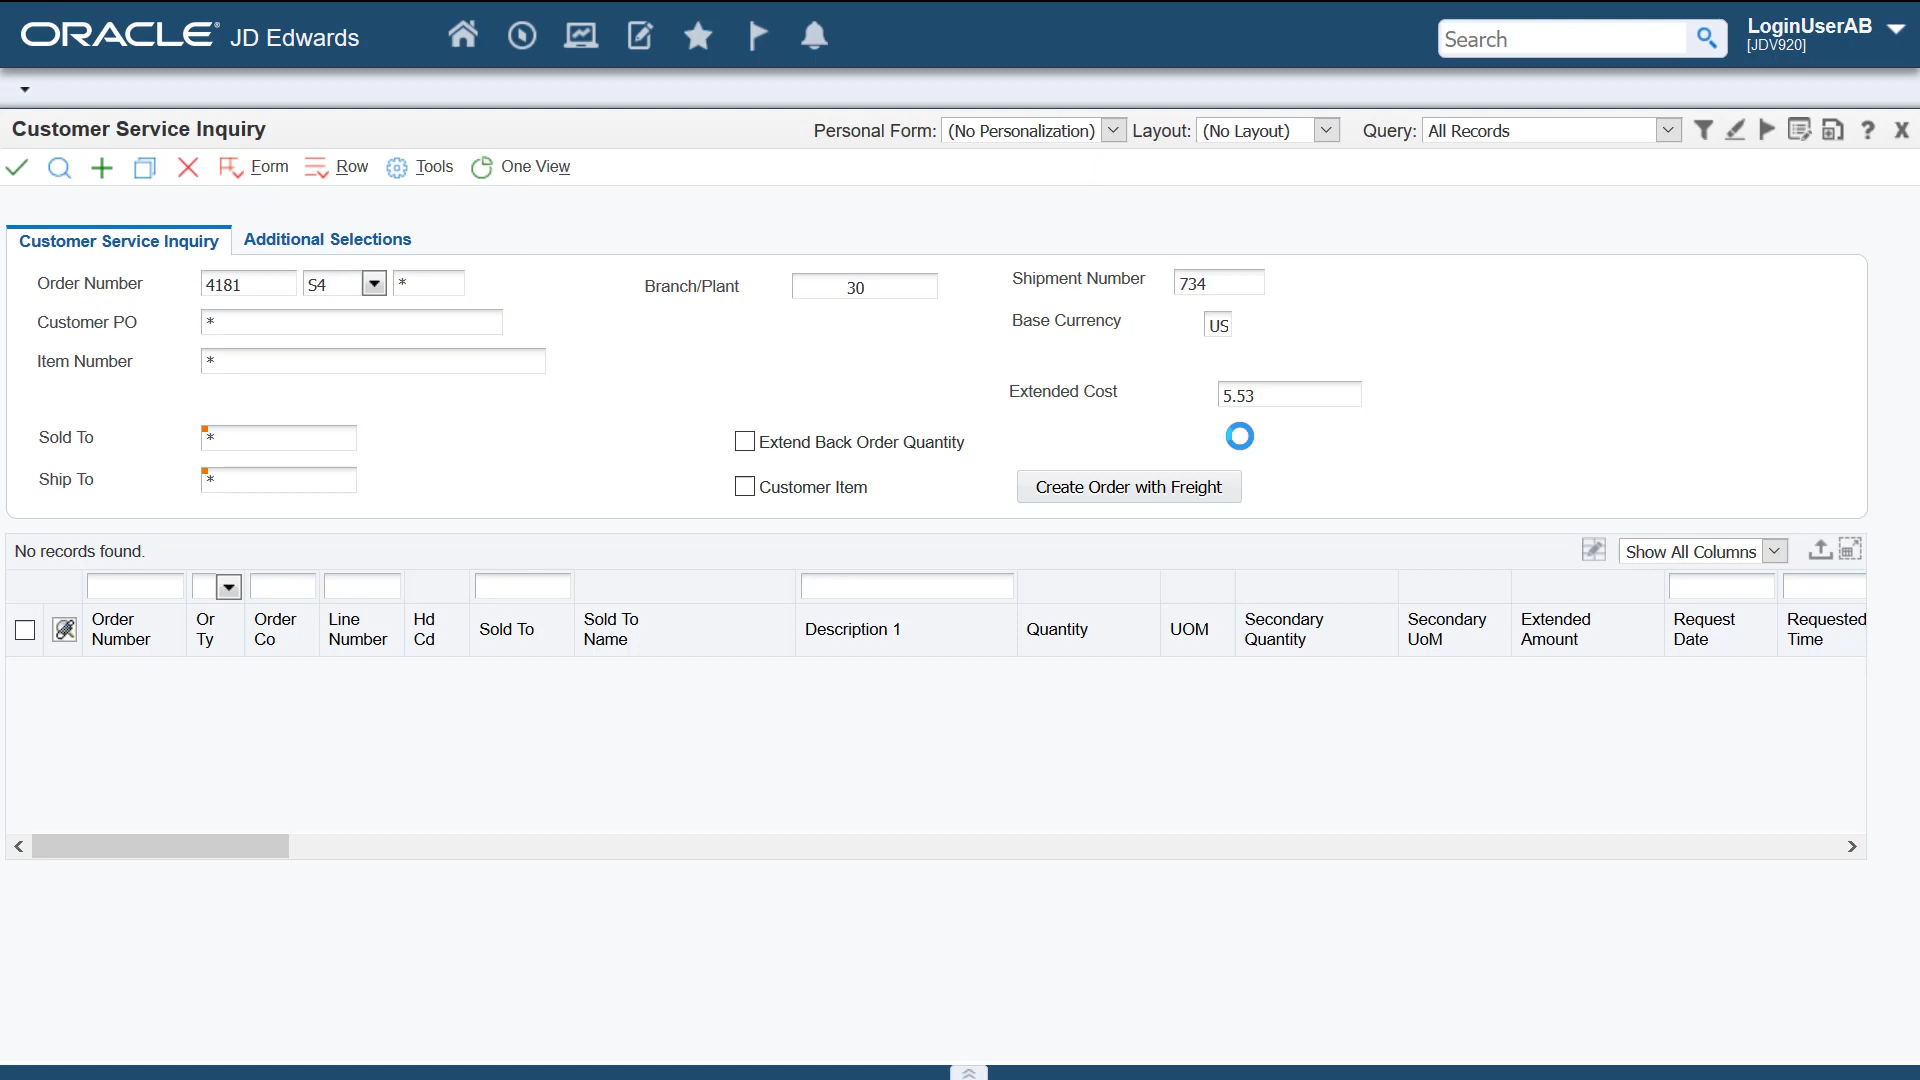 ORACLE JD Edwards
Search
LoginUserAB
[JDV920]
Customer Service Inquiry
Personal Form: (No Personalization) Layout: (No Layout) Query: All Records
Form Row Tools One View
Customer Service Inquiry Additional Selections
Order Number 4181 S4 * Branch/Plant 30 Shipment Number 734
Customer PO * Base Currency US
Item Number *
Extended Cost 5.53
Sold To * Extend Back Order Quantity
Ship To * Customer Item Create Order with Freight
No records found. Show All Columns
Order Number Or Ty Order Co Line Number Hd Cd Sold To Sold To Name Description 1 Quantity UOM Secondary Quantity Secondary UoM Extended Amount Request Date Requested Time